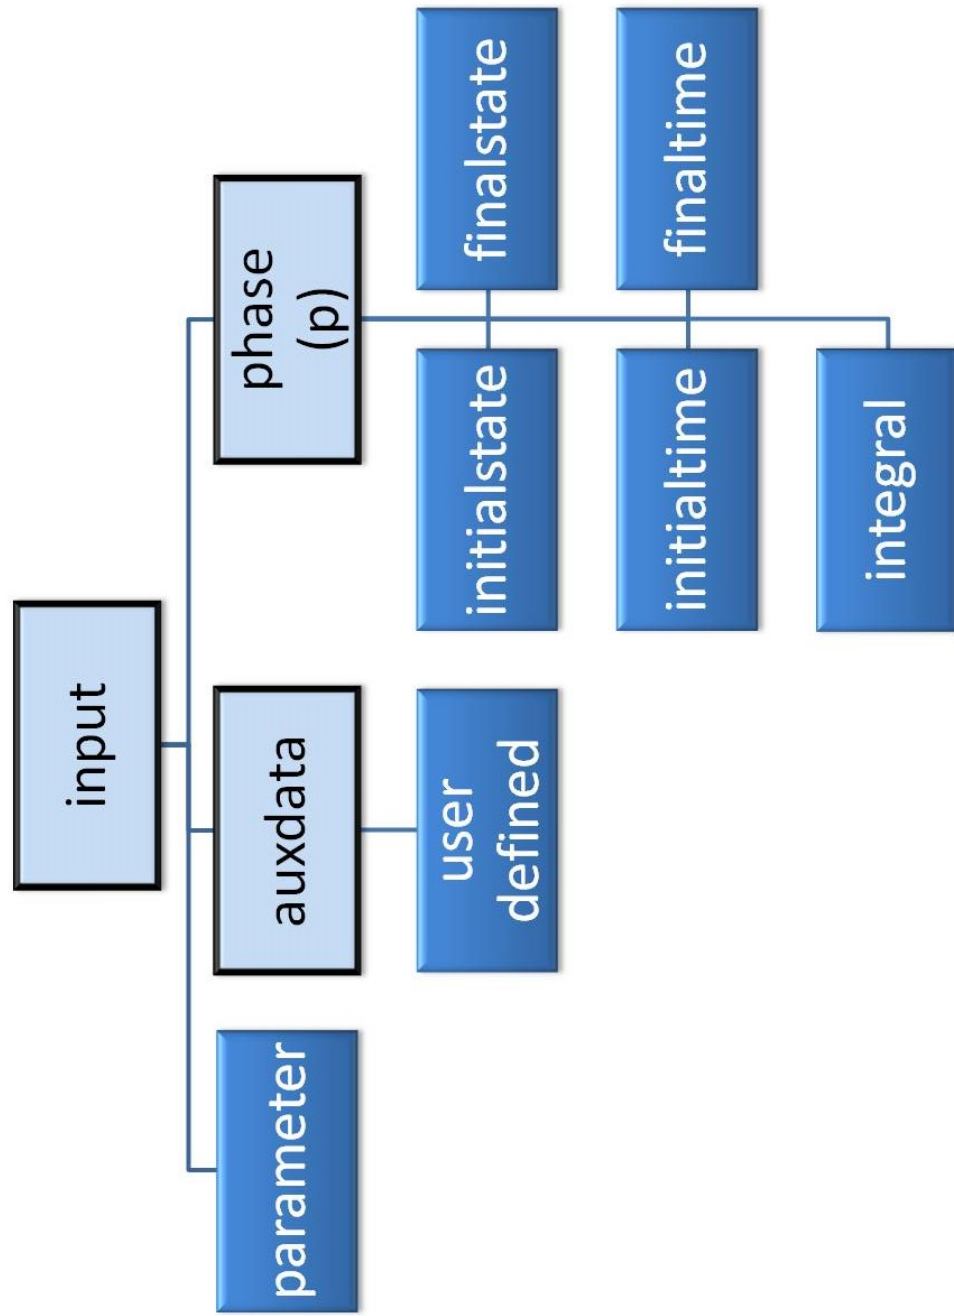 input
phase
(p)
auxdata
parameter
finalstate
initialstate
user
defined
finaltime
initialtime
integral